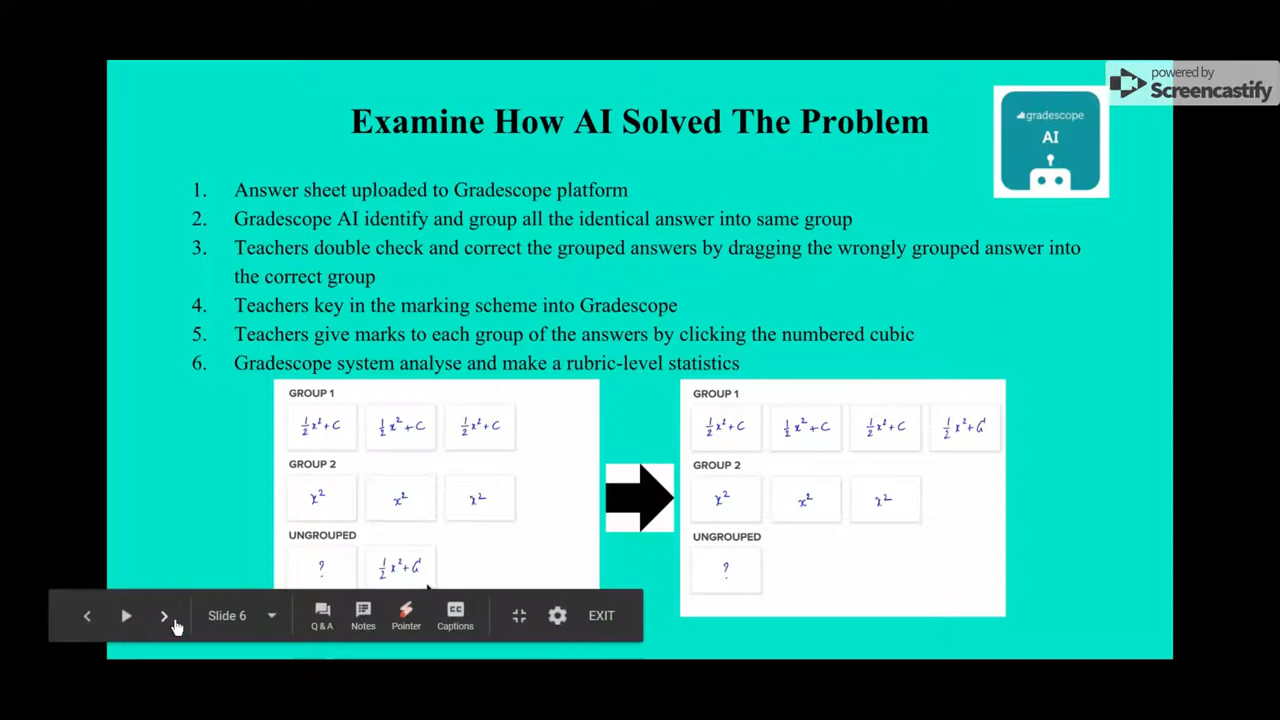 powered by
Screencastify
gradescope
AI
Examine How AI Solved The Problem
1. Answer sheet uploaded to Gradescope platform
2. Gradescope AI identify and group all the identical answer into same group
3. Teachers double check and correct the grouped answers by dragging the wrongly grouped answer into
the correct group
4. Teachers key in the marking scheme into Gradescope
5. Teachers give marks to each group of the answers by clicking the numbered cubic
6. Gradescope system analyse and make a rubric-level statistics
GROUP 1
½x²+C ½x²+C ½x²+C
GROUP 2
x² x² x²
UNGROUPED
? ½x²+C
GROUP 1
½x²+C ½x²+C ½x²+C ½x²+C
GROUP 2
x² x² x²
UNGROUPED
?
Slide 6
Q & A Notes Pointer CC Captions EXIT